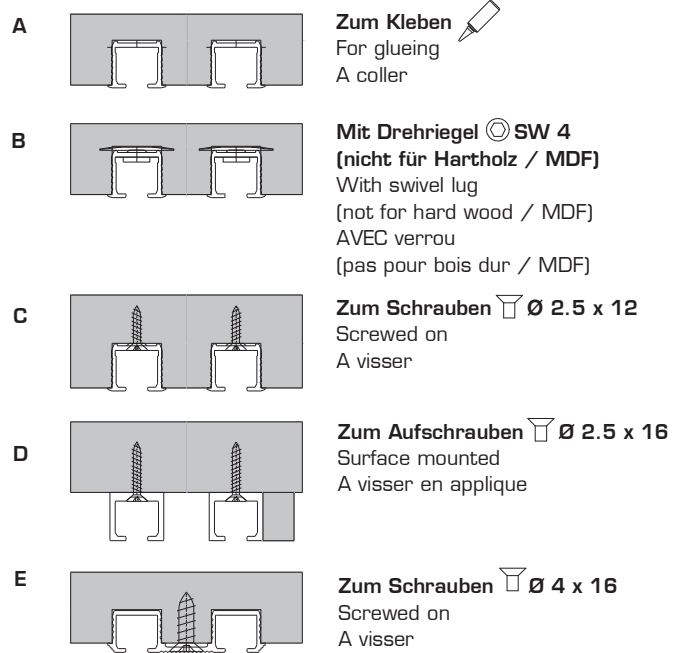 A
Zum Kleben
For glueing
A coller
B
Mit Drehriegel SW 4
(nicht für Hartholz / MDF)
With swivel lug
(not for hard wood / MDF)
AVEC verrou
(pas pour bois dur / MDF)
C
Zum Schrauben Ø 2.5 x 12
Screwed on
A visser
D
Zum Aufschrauben Ø 2.5 x 16
Surface mounted
A visser en applique
E
Zum Schrauben Ø 4 x 16
Screwed on
A visser